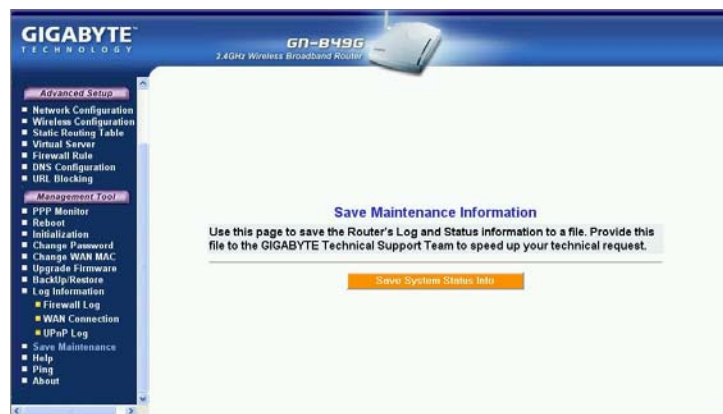 GIGABYTE™
TECHNOLOGY
GN-B49G
2.4GHz Wireless Broadband Router
Advanced Setup
Network Configuration
Wireless Configuration
Static Routing Table
Virtual Server
Firewall Rule
DNS Configuration
URL Blocking
Management Tool
PPP Monitor
Reboot
Initialization
Change Password
Change WAN MAC
Upgrade Firmware
BackUp/Restore
Log Information
Firewall Log
WAN Connection
UPnP Log
Save Maintenance
Help
Ping
About
Save Maintenance Information
Use this page to save the Router's Log and Status information to a file. Provide this
file to the GIGABYTE Technical Support Team to speed up your technical request.
Save System Status Info